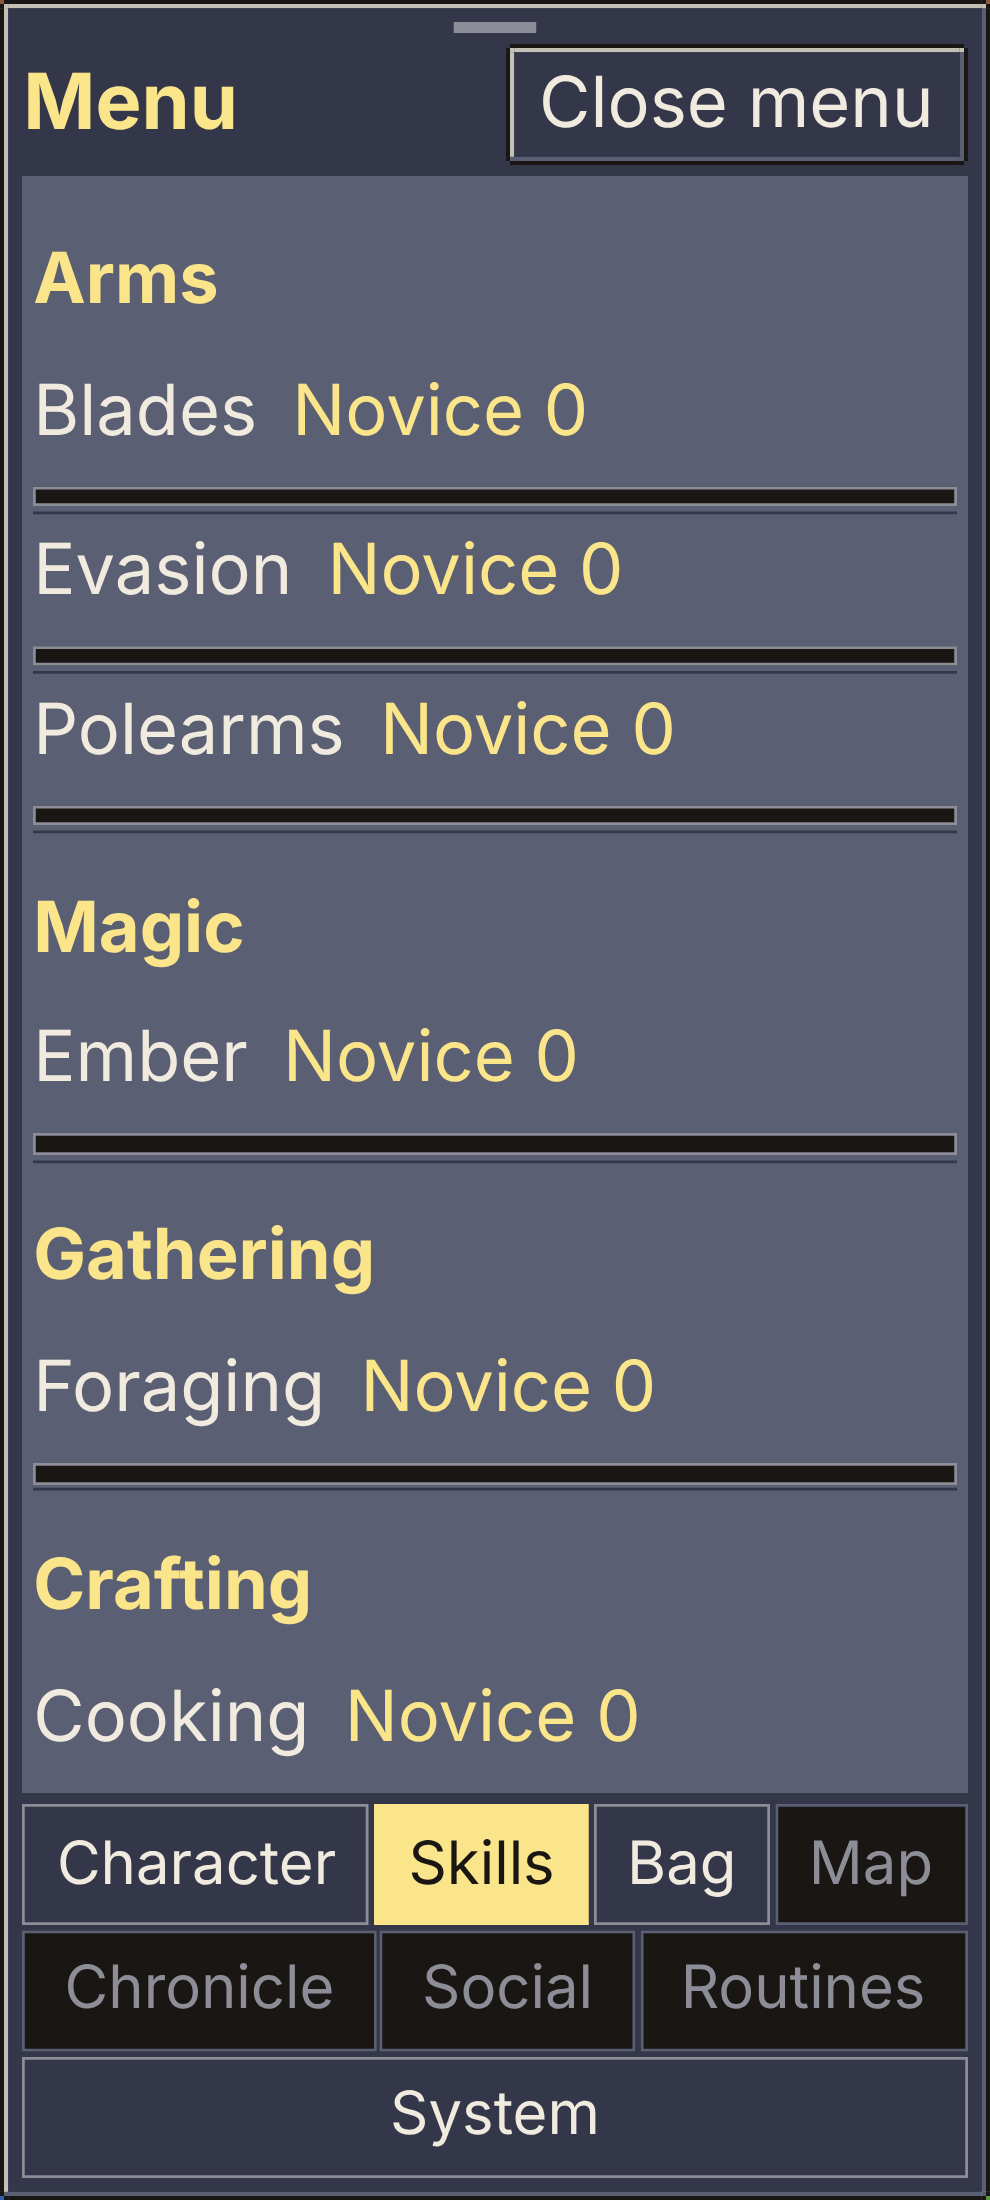 Menu
Close menu
Arms
Blades Novice 0
Evasion Novice 0
Polearms Novice 0
Magic
Ember Novice 0
Gathering
Foraging Novice 0
Crafting
Cooking Novice 0
Character Skills Bag Map
Chronicle Social Routines
System